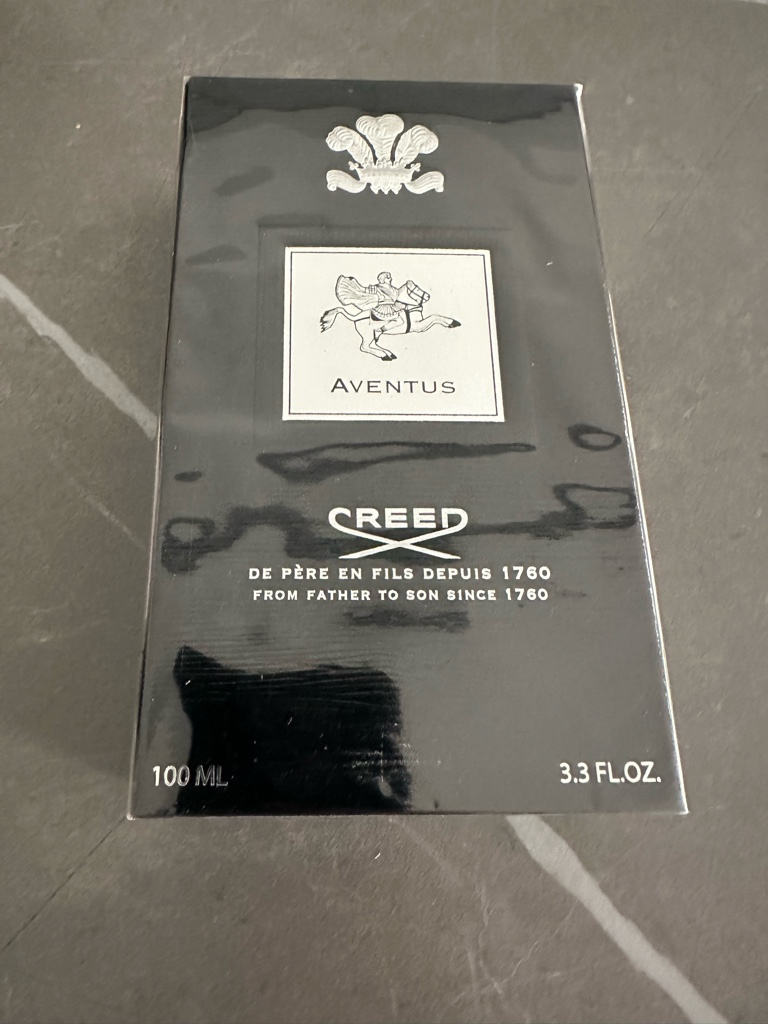 AVENTUS
CREED
DE PÈRE EN FILS DEPUIS 1760
FROM FATHER TO SON SINCE 1760
100 ML
3.3 FL.OZ.